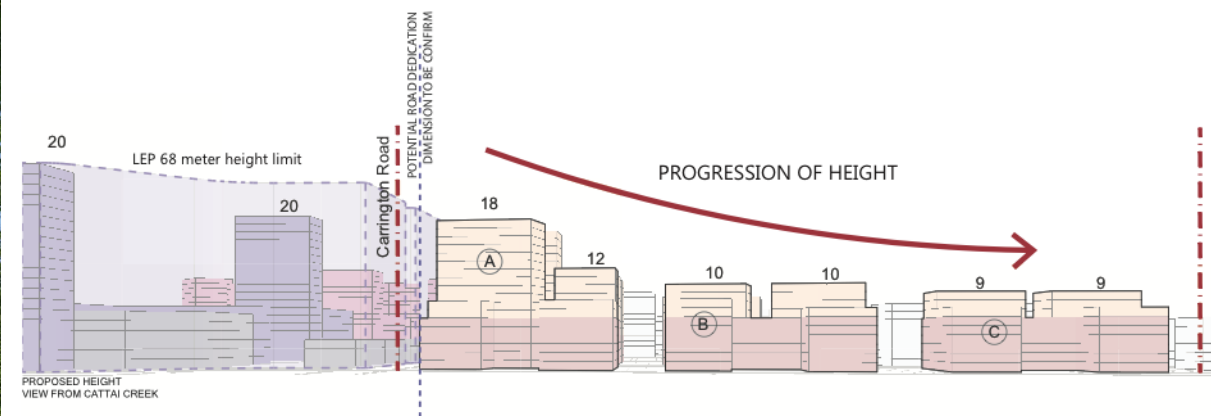 POTENTIAL ROAD DEDICATION
DIMENSION TO BE CONFIRM
Carrington Road
20
LEP 68 meter height limit
PROGRESSION OF HEIGHT
20
18
A
12
10
10
B
9
9
C
PROPOSED HEIGHT
VIEW FROM CATTAI CREEK